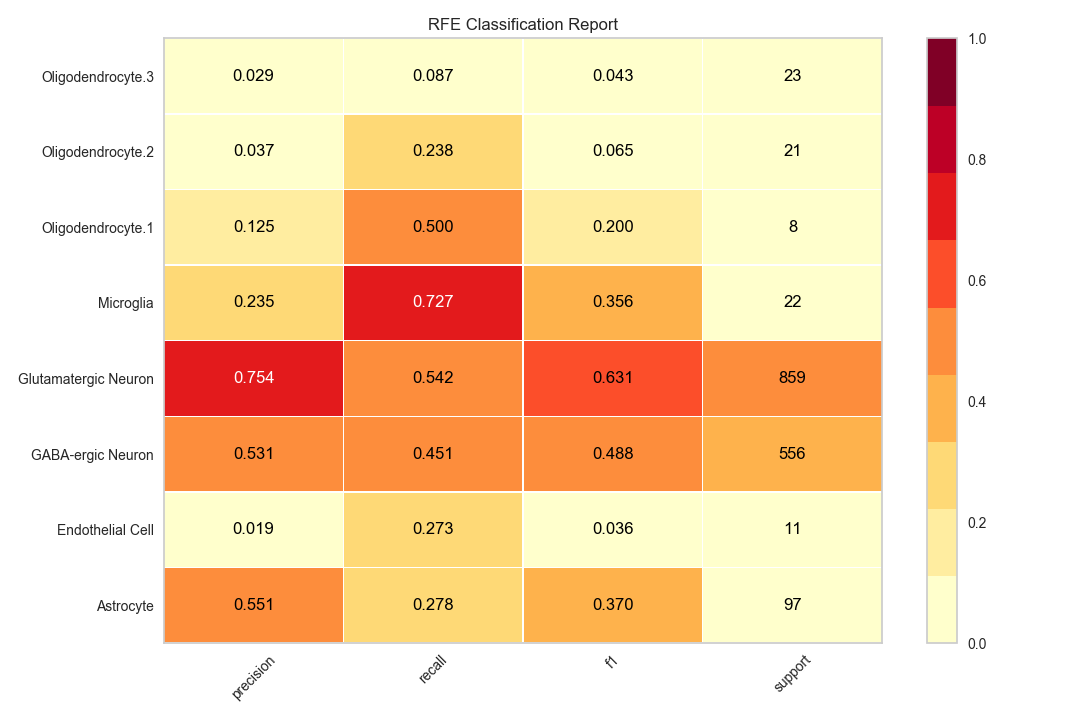 RFE Classification Report
Oligodendrocyte.3 0.029 0.087 0.043 23
Oligodendrocyte.2 0.037 0.238 0.065 21
Oligodendrocyte.1 0.125 0.500 0.200 8
Microglia 0.235 0.727 0.356 22
Glutamatergic Neuron 0.754 0.542 0.631 859
GABA-ergic Neuron 0.531 0.451 0.488 556
Endothelial Cell 0.019 0.273 0.036 11
Astrocyte 0.551 0.278 0.370 97
precision recall f1 support
1.0
0.8
0.6
0.4
0.2
0.0